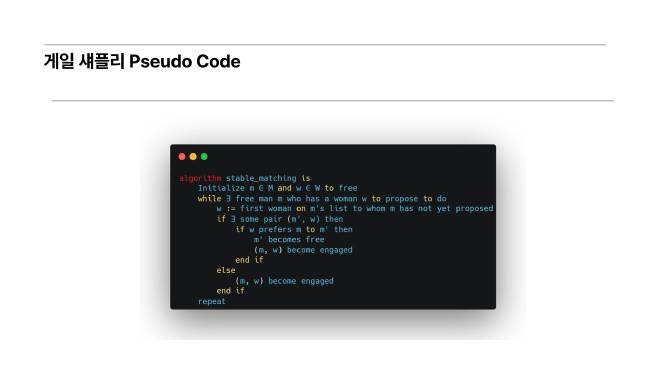 게일 섀플리 Pseudo Code
algorithm stable_matching is
Initialize m ∈ M and w ∈ W to free
while ∃ free man m who has a woman w to propose to do
w := first woman on m's list to whom m has not yet proposed
if ∃ some pair (m', w) then
if w prefers m to m' then
m' becomes free
(m, w) become engaged
end if
else
(m, w) become engaged
end if
repeat